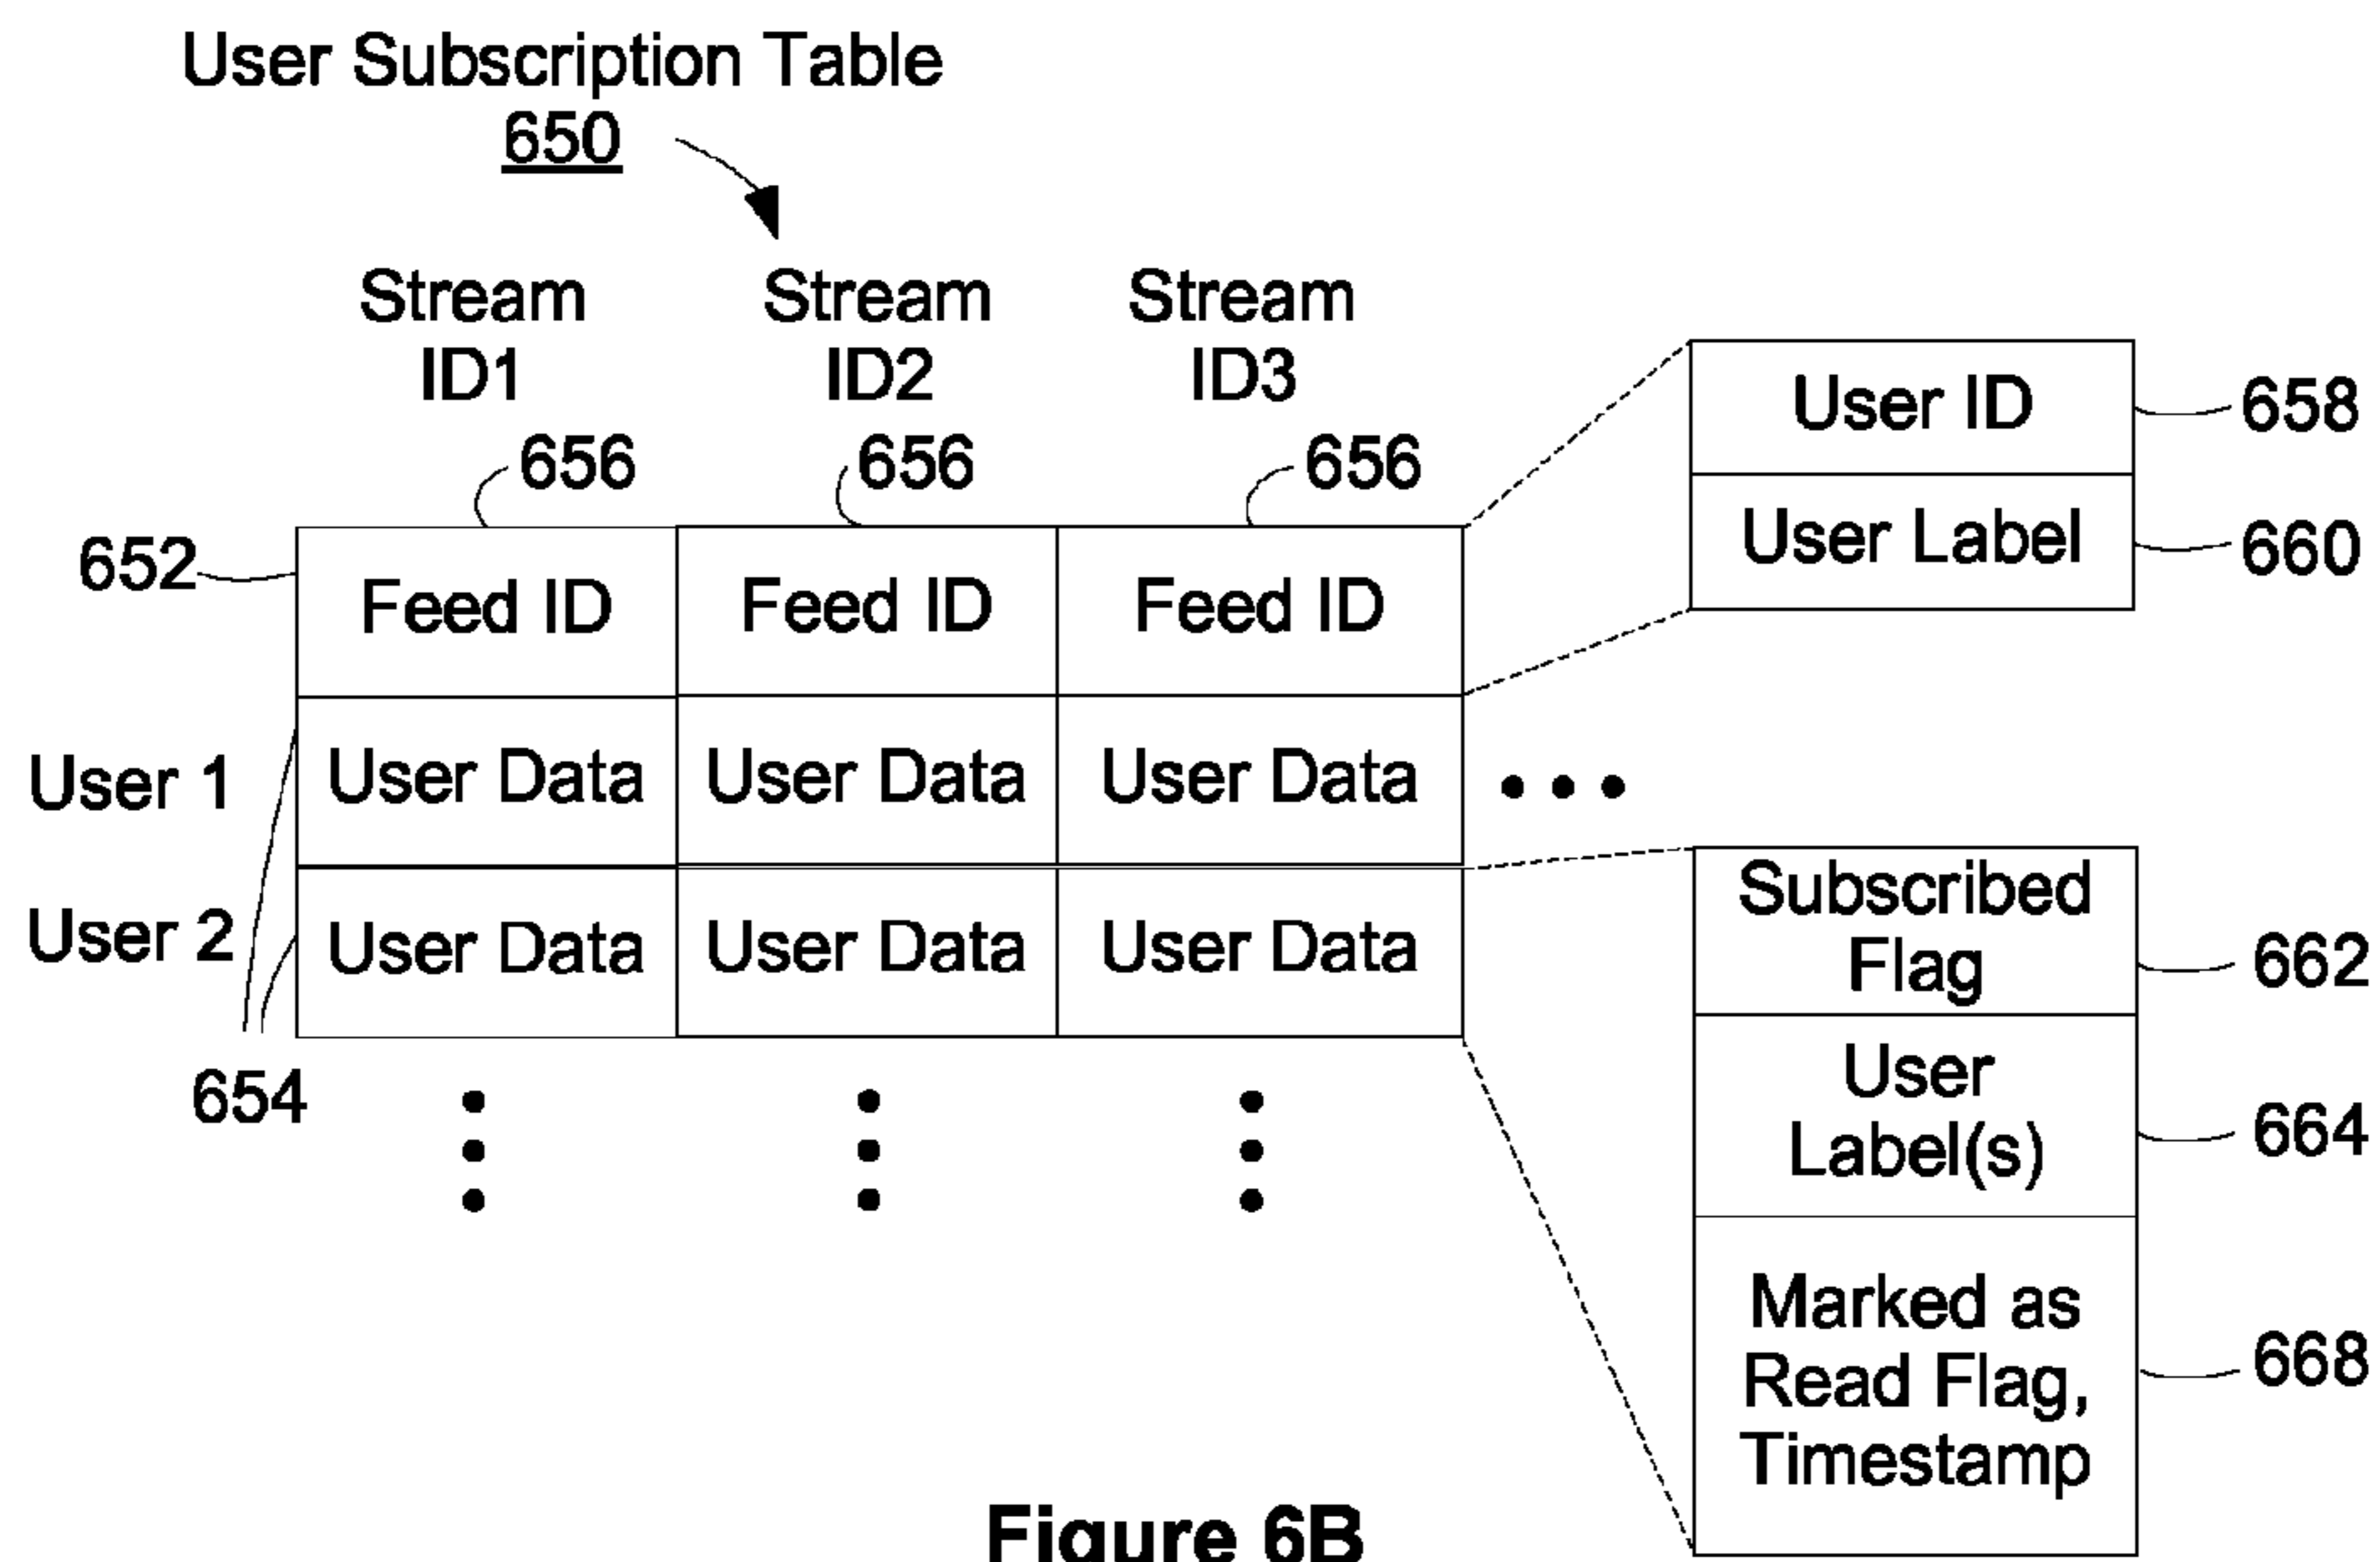 User Subscription Table
650
Stream ID1
Stream ID2
Stream ID3
656
656
656
652
Feed ID
Feed ID
Feed ID
User 1
User Data
User Data
User Data
User 2
User Data
User Data
User Data
654
User ID
658
User Label
660
Subscribed
Flag
662
User
Label(s)
664
Marked as
Read Flag,
Timestamp
668
Figure 6B